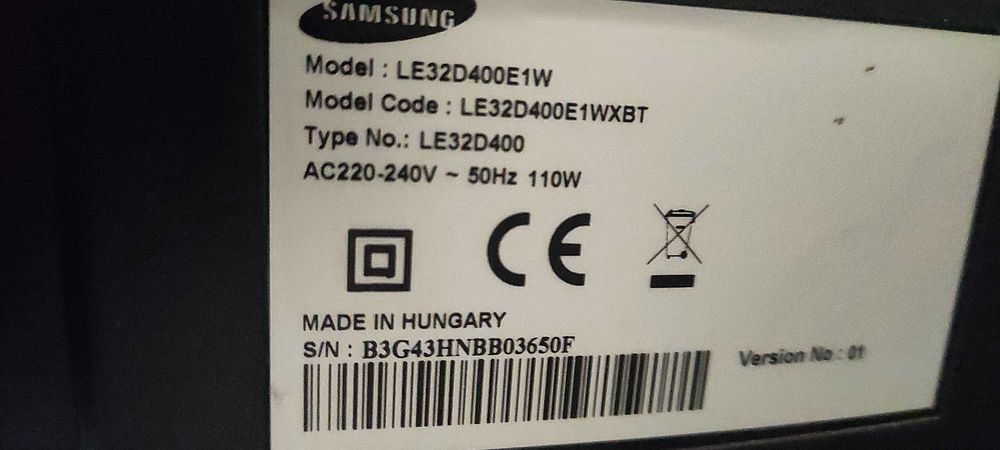 SAMSUNG
Model : LE32D400E1W
Model Code : LE32D400E1WXBT
Type No.: LE32D400
AC220-240V ~ 50Hz 110W
CE
MADE IN HUNGARY
S/N : B3G43HNBB03650F
Version No : 01